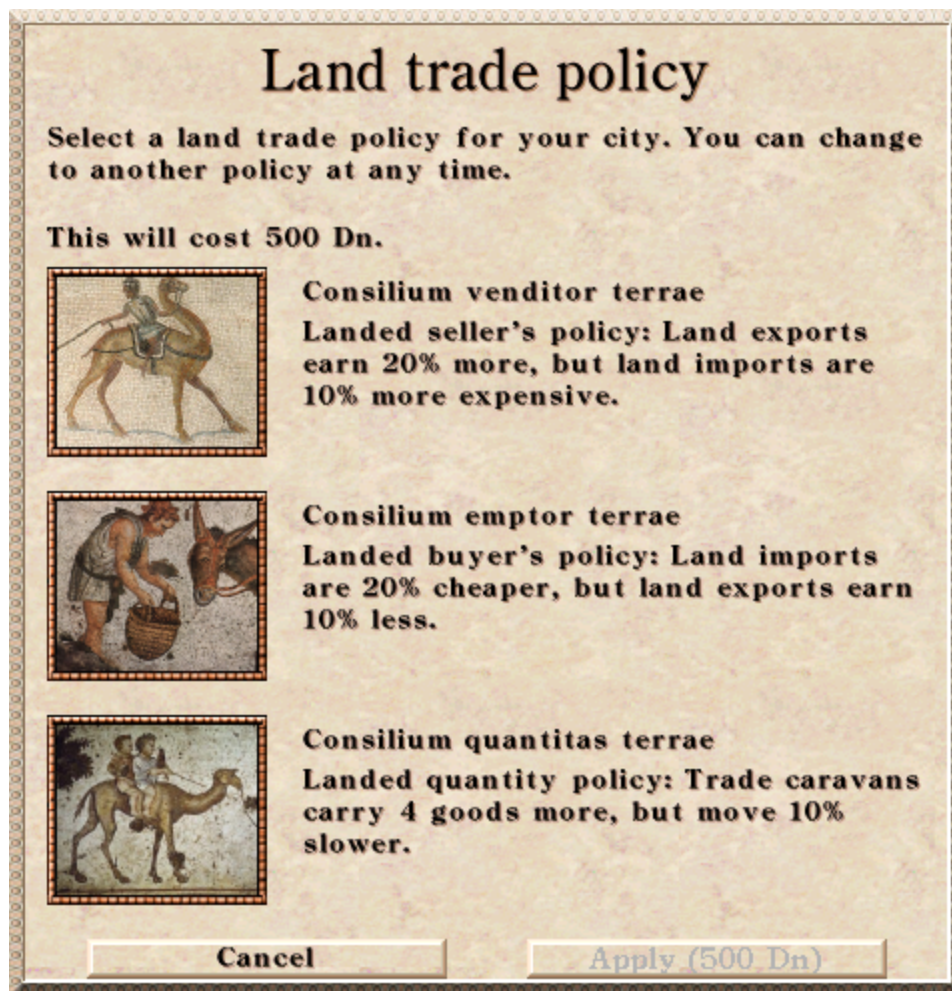 Land trade policy
Select a land trade policy for your city. You can change
to another policy at any time.
This will cost 500 Dn.
Consilium venditor terrae
Landed seller's policy: Land exports
earn 20% more, but land imports are
10% more expensive.
Consilium emptor terrae
Landed buyer's policy: Land imports
are 20% cheaper, but land exports earn
10% less.
Consilium quantitas terrae
Landed quantity policy: Trade caravans
carry 4 goods more, but move 10%
slower.
Cancel
Apply (500 Dn)